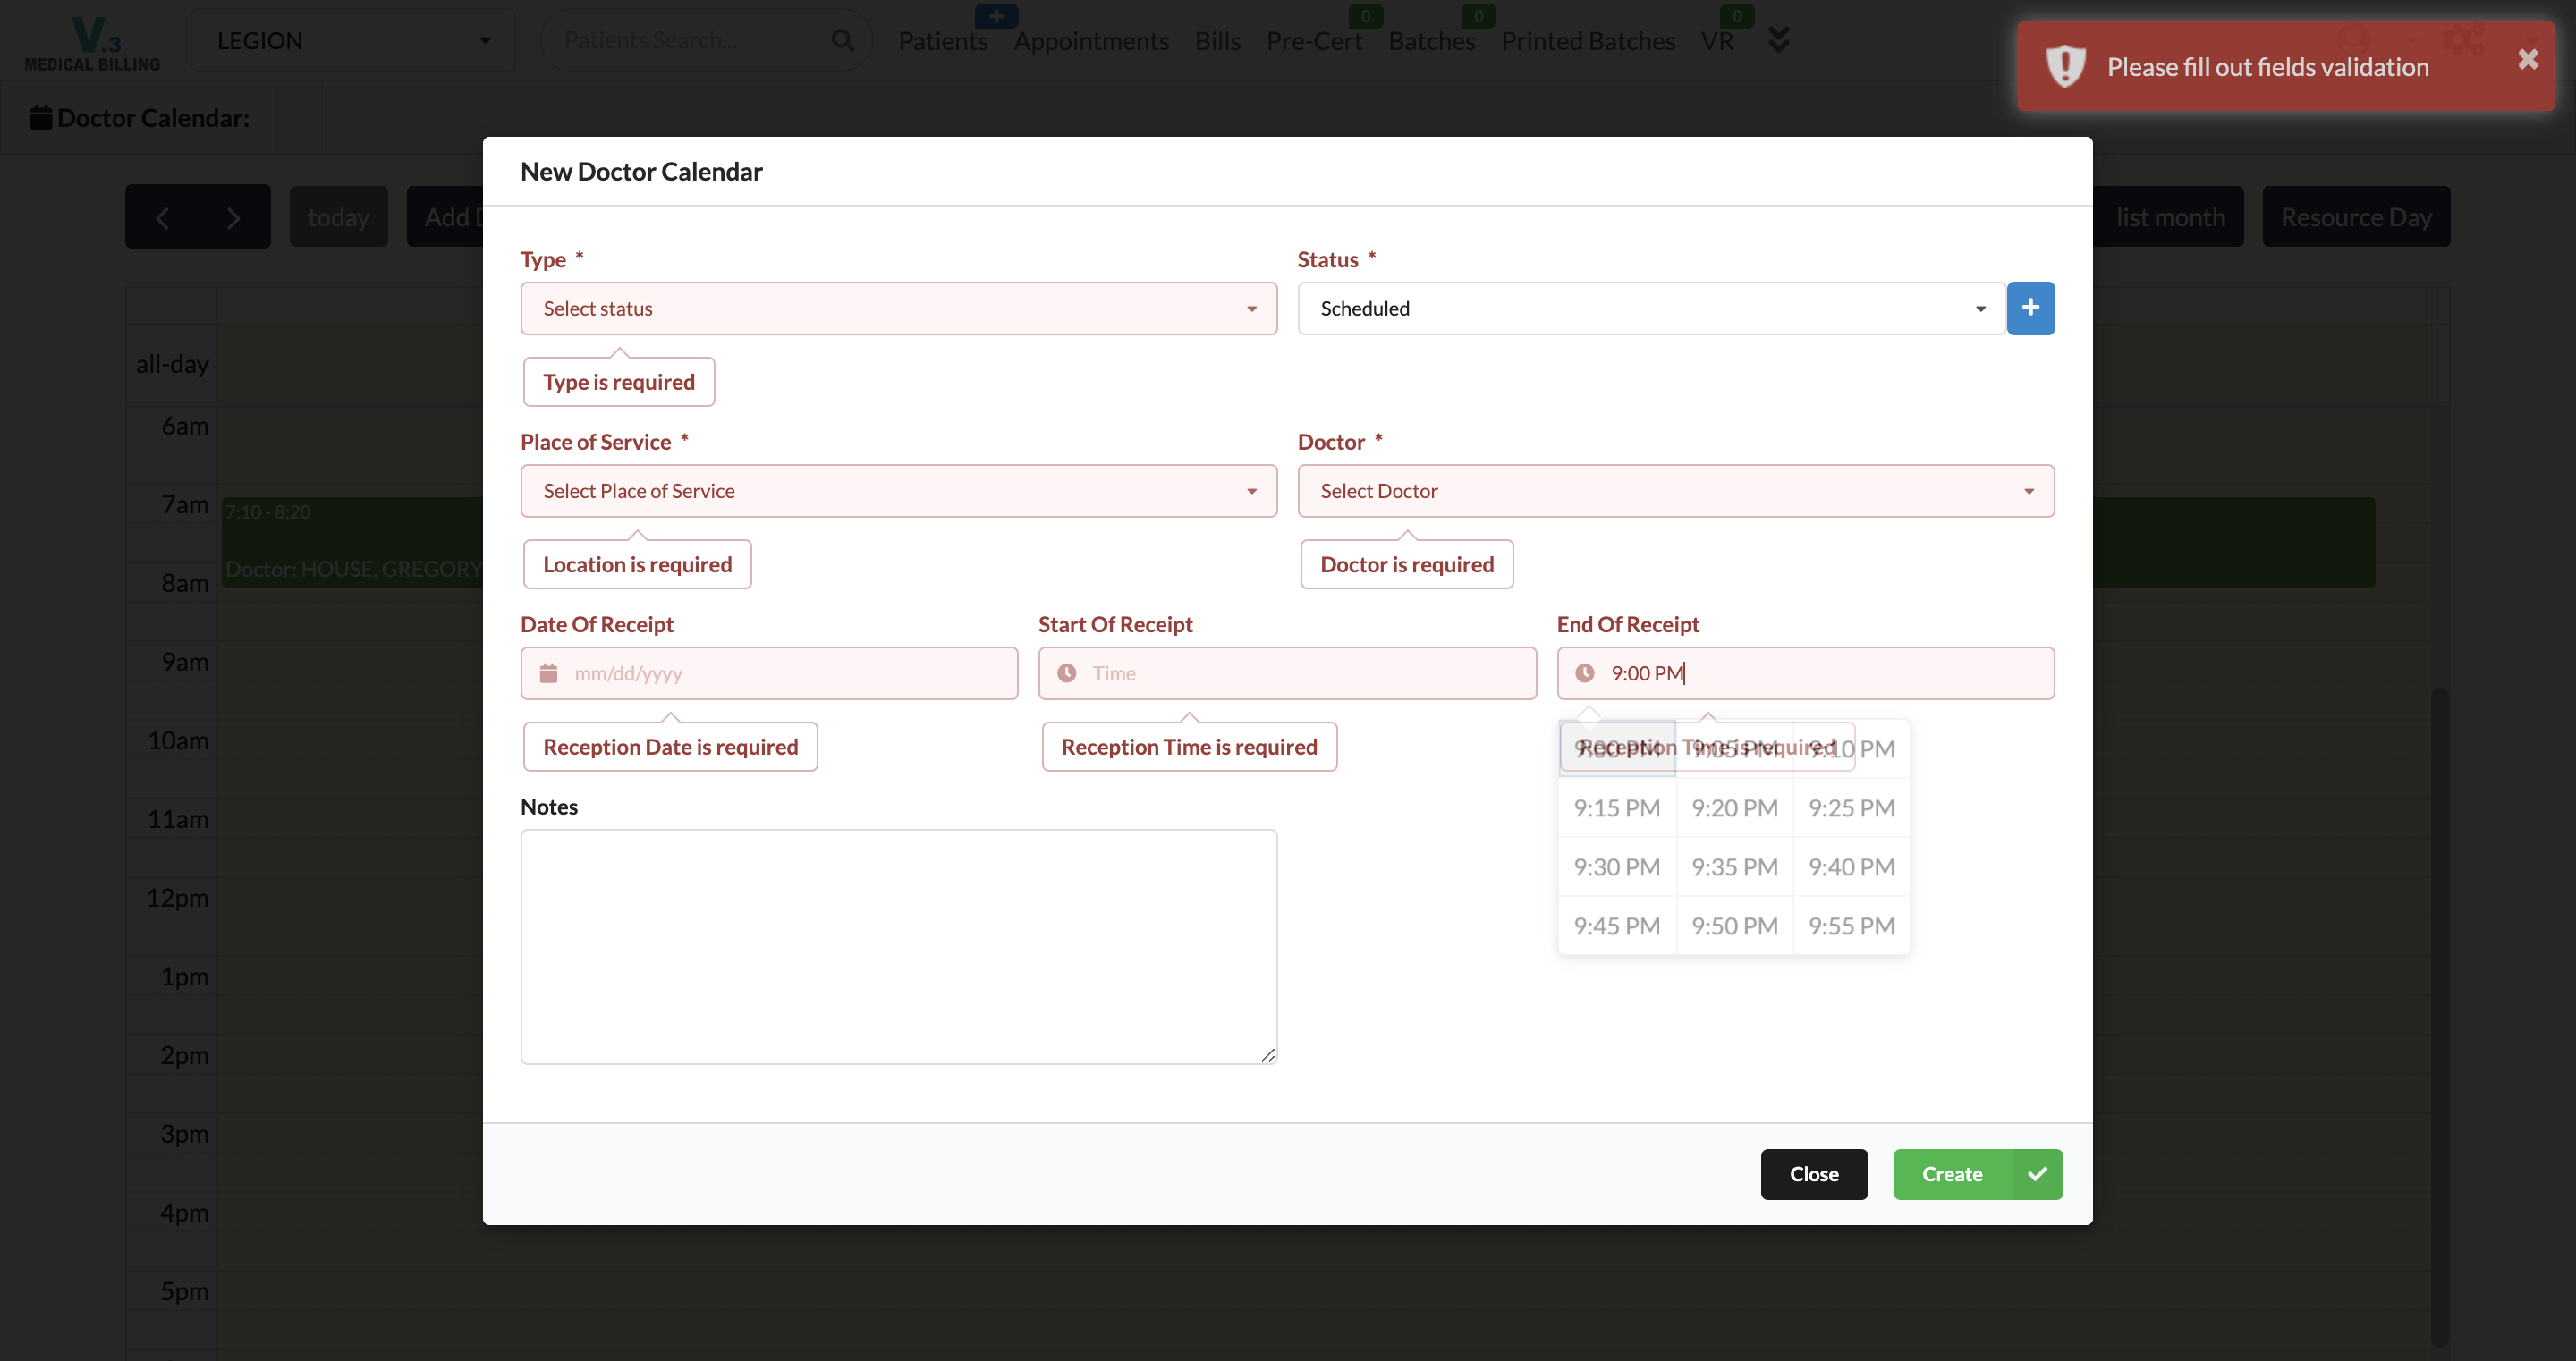 V.3
MEDICAL BILLING
LEGION
Patients Search...
Patients
Appointments
Bills
Pre-Cert
0
Batches
0
Printed Batches
VR
0
Please fill out fields validation
Doctor Calendar:
today
Add
list month
Resource Day
New Doctor Calendar
Type *
Select status
Type is required
Status *
Scheduled
Place of Service *
Select Place of Service
Location is required
Doctor *
Select Doctor
Doctor is required
Date Of Receipt
mm/dd/yyyy
Reception Date is required
Start Of Receipt
Time
Reception Time is required
End Of Receipt
9:00 PM
Reception Time is required
9:00 PM 9:05 PM 9:10 PM
9:15 PM 9:20 PM 9:25 PM
9:30 PM 9:35 PM 9:40 PM
9:45 PM 9:50 PM 9:55 PM
Notes
Close
Create
all-day
6am
7am
7:10 - 8:20
Doctor: HOUSE, GREGORY
8am
9am
10am
11am
12pm
1pm
2pm
3pm
4pm
5pm